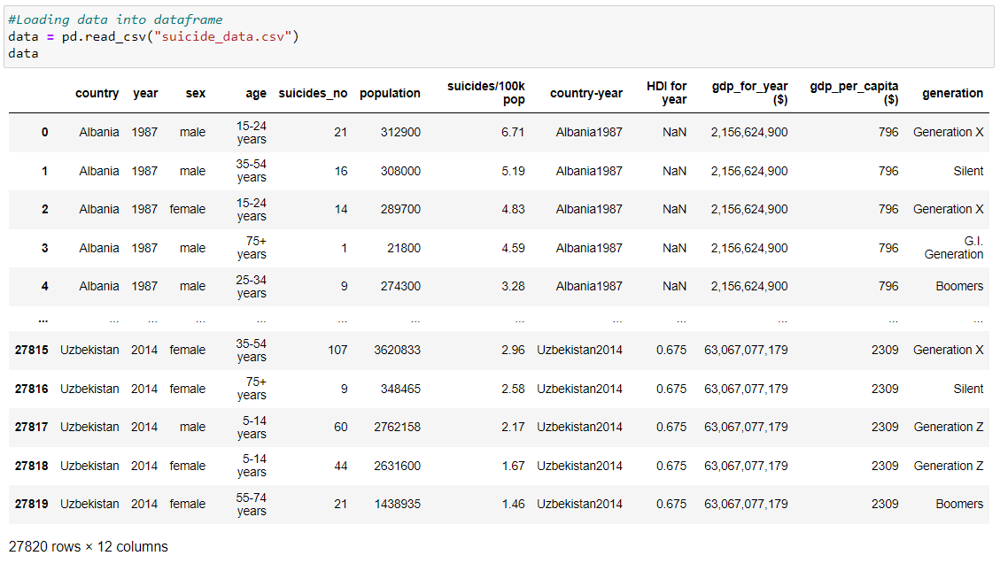 #Loading data into dataframe
data = pd.read_csv("suicide_data.csv")
data
country year sex age suicides_no population suicides/100k pop country-year HDI for year gdp_for_year ($) gdp_per_capita ($) generation
0 Albania 1987 male 15-24 years 21 312900 6.71 Albania1987 NaN 2,156,624,900 796 Generation X
1 Albania 1987 male 35-54 years 16 308000 5.19 Albania1987 NaN 2,156,624,900 796 Silent
2 Albania 1987 female 15-24 years 14 289700 4.83 Albania1987 NaN 2,156,624,900 796 Generation X
3 Albania 1987 male 75+ years 1 21800 4.59 Albania1987 NaN 2,156,624,900 796 G.I. Generation
4 Albania 1987 male 25-34 years 9 274300 3.28 Albania1987 NaN 2,156,624,900 796 Boomers
... ... ... ... ... ... ... ... ... ... ... ... ...
27815 Uzbekistan 2014 female 35-54 years 107 3620833 2.96 Uzbekistan2014 0.675 63,067,077,179 2309 Generation X
27816 Uzbekistan 2014 female 75+ years 9 348465 2.58 Uzbekistan2014 0.675 63,067,077,179 2309 Silent
27817 Uzbekistan 2014 male 5-14 years 60 2762158 2.17 Uzbekistan2014 0.675 63,067,077,179 2309 Generation Z
27818 Uzbekistan 2014 female 5-14 years 44 2631600 1.67 Uzbekistan2014 0.675 63,067,077,179 2309 Generation Z
27819 Uzbekistan 2014 female 55-74 years 21 1438935 1.46 Uzbekistan2014 0.675 63,067,077,179 2309 Boomers
27820 rows × 12 columns